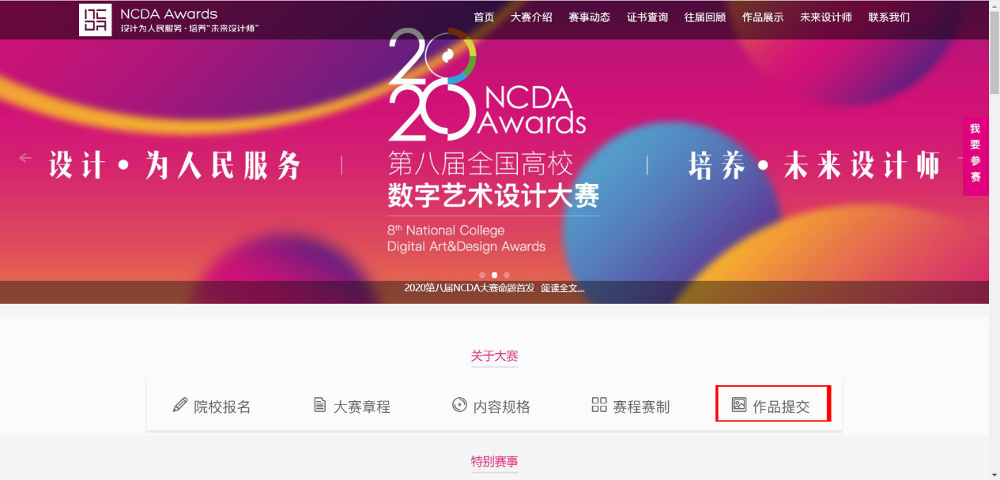 NCDA Awards
设计为人民服务·培养"未来设计师"
首页 大赛介绍 赛事动态 证书查询 往届回顾 作品展示 未来设计师 联系我们
2020
NCDA
Awards
设计·为人民服务
第八届全国高校
数字艺术设计大赛
8th National College
Digital Art&Design Awards
培养·未来设计师
我要参赛
2020第八届NCDA大赛命题首发 阅读全文...
关于大赛
院校报名 大赛章程 内容规格 赛程赛制 作品提交
特别赛事